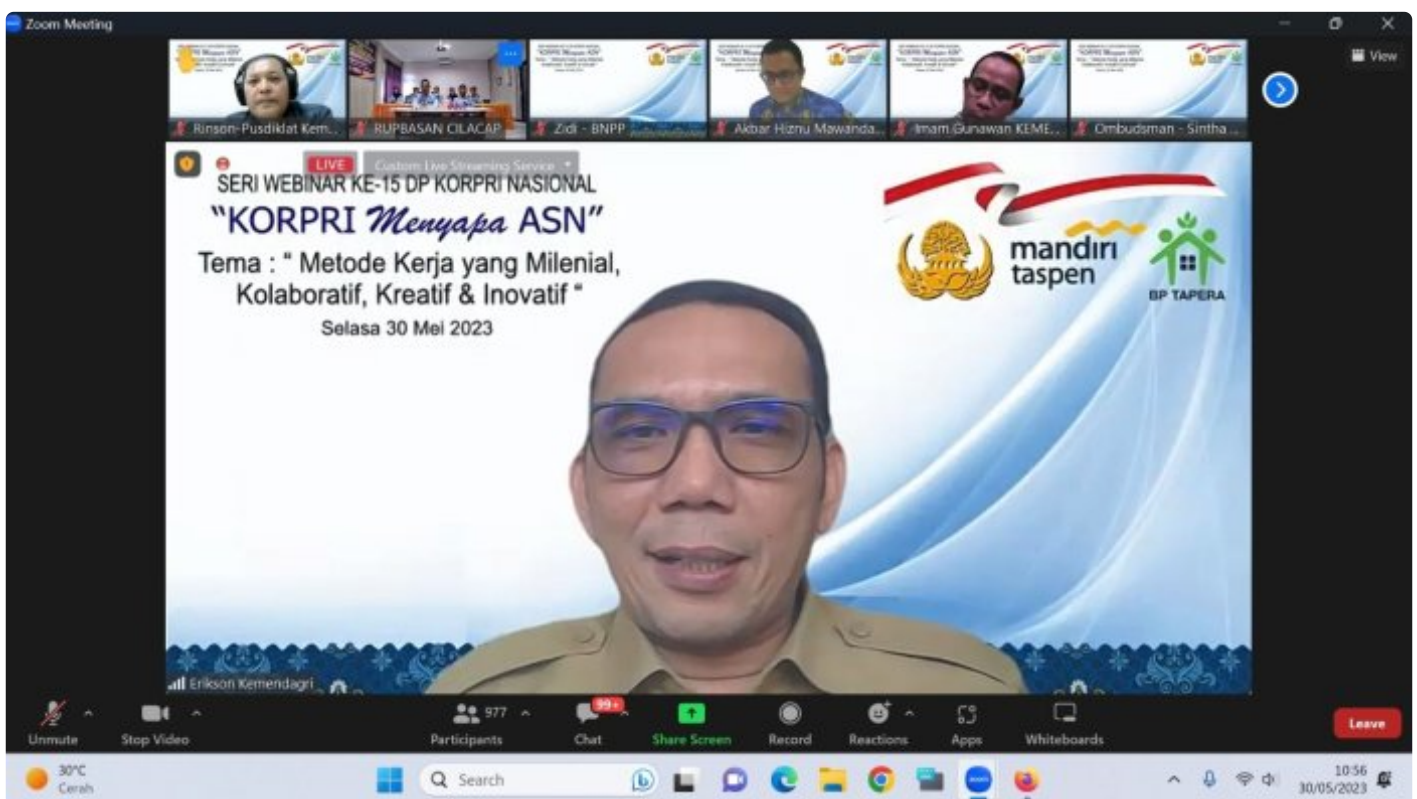 Zoom Meeting
View
Rinson-Pusdiklat Kem...
RUPBASAN CILACAP
Zidi - BNPP
Akbar Hiznu Mawanda...
Imam Gunawan KEME...
Ombudsman - Sintha ...
LIVE
Custom Live Streaming Service
SERI WEBINAR KE-15 DP KORPRI NASIONAL
"KORPRI Menyapa ASN"
Tema : " Metode Kerja yang Milenial,
Kolaboratif, Kreatif & Inovatif "
Selasa 30 Mei 2023
mandiri
taspen
BP TAPERA
Erikson Kemendagri
977
99+
Unmute
Stop Video
Participants
Chat
Share Screen
Record
Reactions
Apps
Whiteboards
Leave
30°C
Cerah
Search
zoom
10:56
30/05/2023